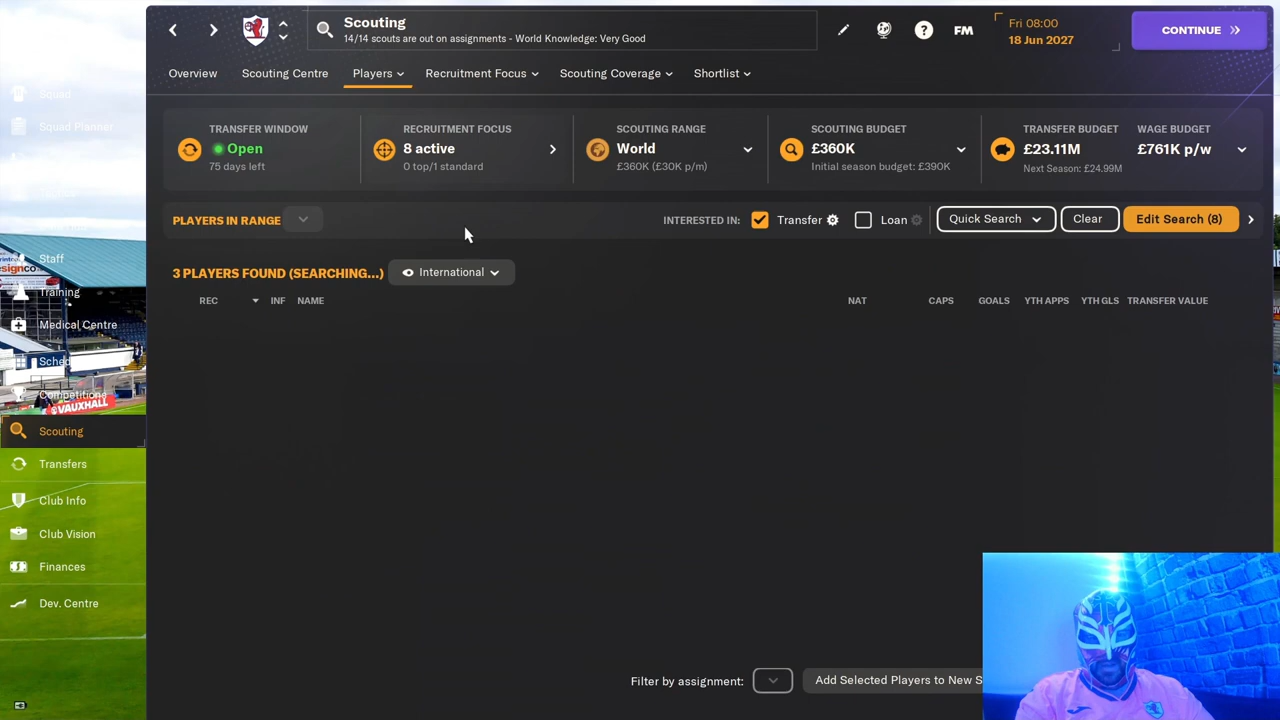 Scouting
14/14 scouts are out on assignments - World Knowledge: Very Good
FM
Fri 08:00
18 Jun 2027
CONTINUE
Overview
Scouting Centre
Players
Recruitment Focus
Scouting Coverage
Shortlist
TRANSFER WINDOW
Open
75 days left
RECRUITMENT FOCUS
8 active
0 top/1 standard
SCOUTING RANGE
World
£360K (£30K p/m)
SCOUTING BUDGET
£360K
Initial season budget: £390K
TRANSFER BUDGET
£23.11M
Next Season: £24.99M
WAGE BUDGET
£761K p/w
PLAYERS IN RANGE
INTERESTED IN:
Transfer
Loan
Quick Search
Clear
Edit Search (8)
3 PLAYERS FOUND (SEARCHING...)
International
REC
INF
NAME
NAT
CAPS
GOALS
YTH APPS
YTH GLS
TRANSFER VALUE
Squad
Squad Planner
Staff
Training
Medical Centre
Sched
Competitions
VAUXHALL
Scouting
Transfers
Club Info
Club Vision
Finances
Dev. Centre
Filter by assignment:
Add Selected Players to New S